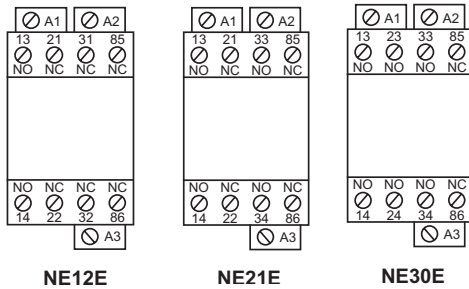 A1 A2
13 21 31 85
NO NC NC NC
NO NC NC NC
14 22 32 86
A3
NE12E
A1 A2
13 21 33 85
NO NC NO NC
NO NC NO NC
14 22 34 86
A3
NE21E
A1 A2
13 23 33 85
NO NO NO NC
NO NO NO NC
14 24 34 86
A3
NE30E